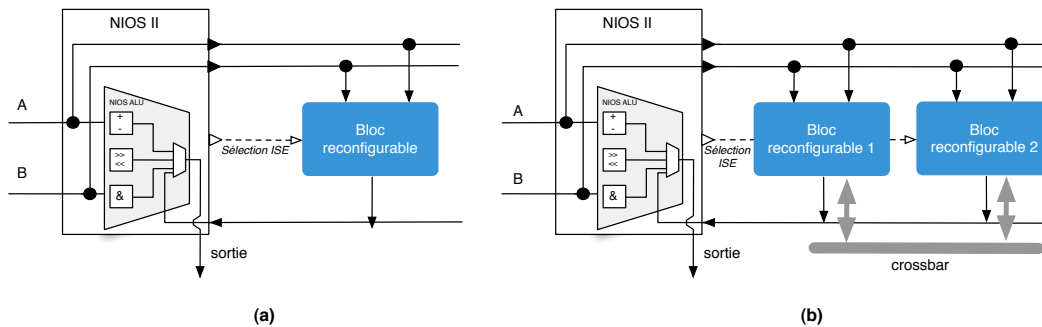 NIOS II
A
B
NIOS ALU
+
-
>>
<<
&
Sélection ISE
Bloc
reconfigurable
sortie
(a)
NIOS II
A
B
NIOS ALU
+
-
>>
<<
&
Sélection
ISE
Bloc
reconfigurable 1
Bloc
reconfigurable 2
sortie
crossbar
(b)